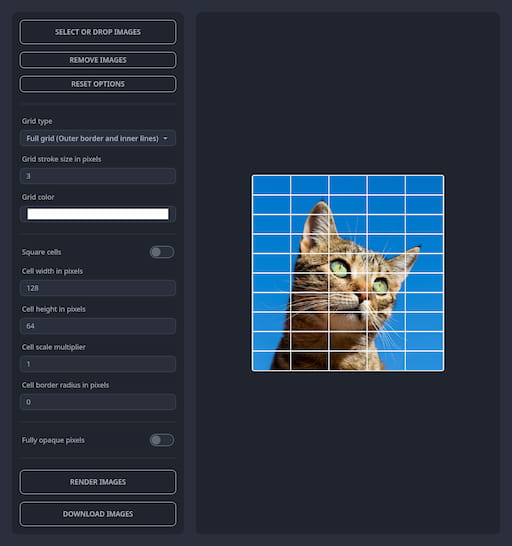 SELECT OR DROP IMAGES
REMOVE IMAGES
RESET OPTIONS
Grid type
Full grid (Outer border and inner lines)
Grid stroke size in pixels
3
Grid color
Square cells
Cell width in pixels
128
Cell height in pixels
64
Cell scale multiplier
1
Cell border radius in pixels
0
Fully opaque pixels
RENDER IMAGES
DOWNLOAD IMAGES